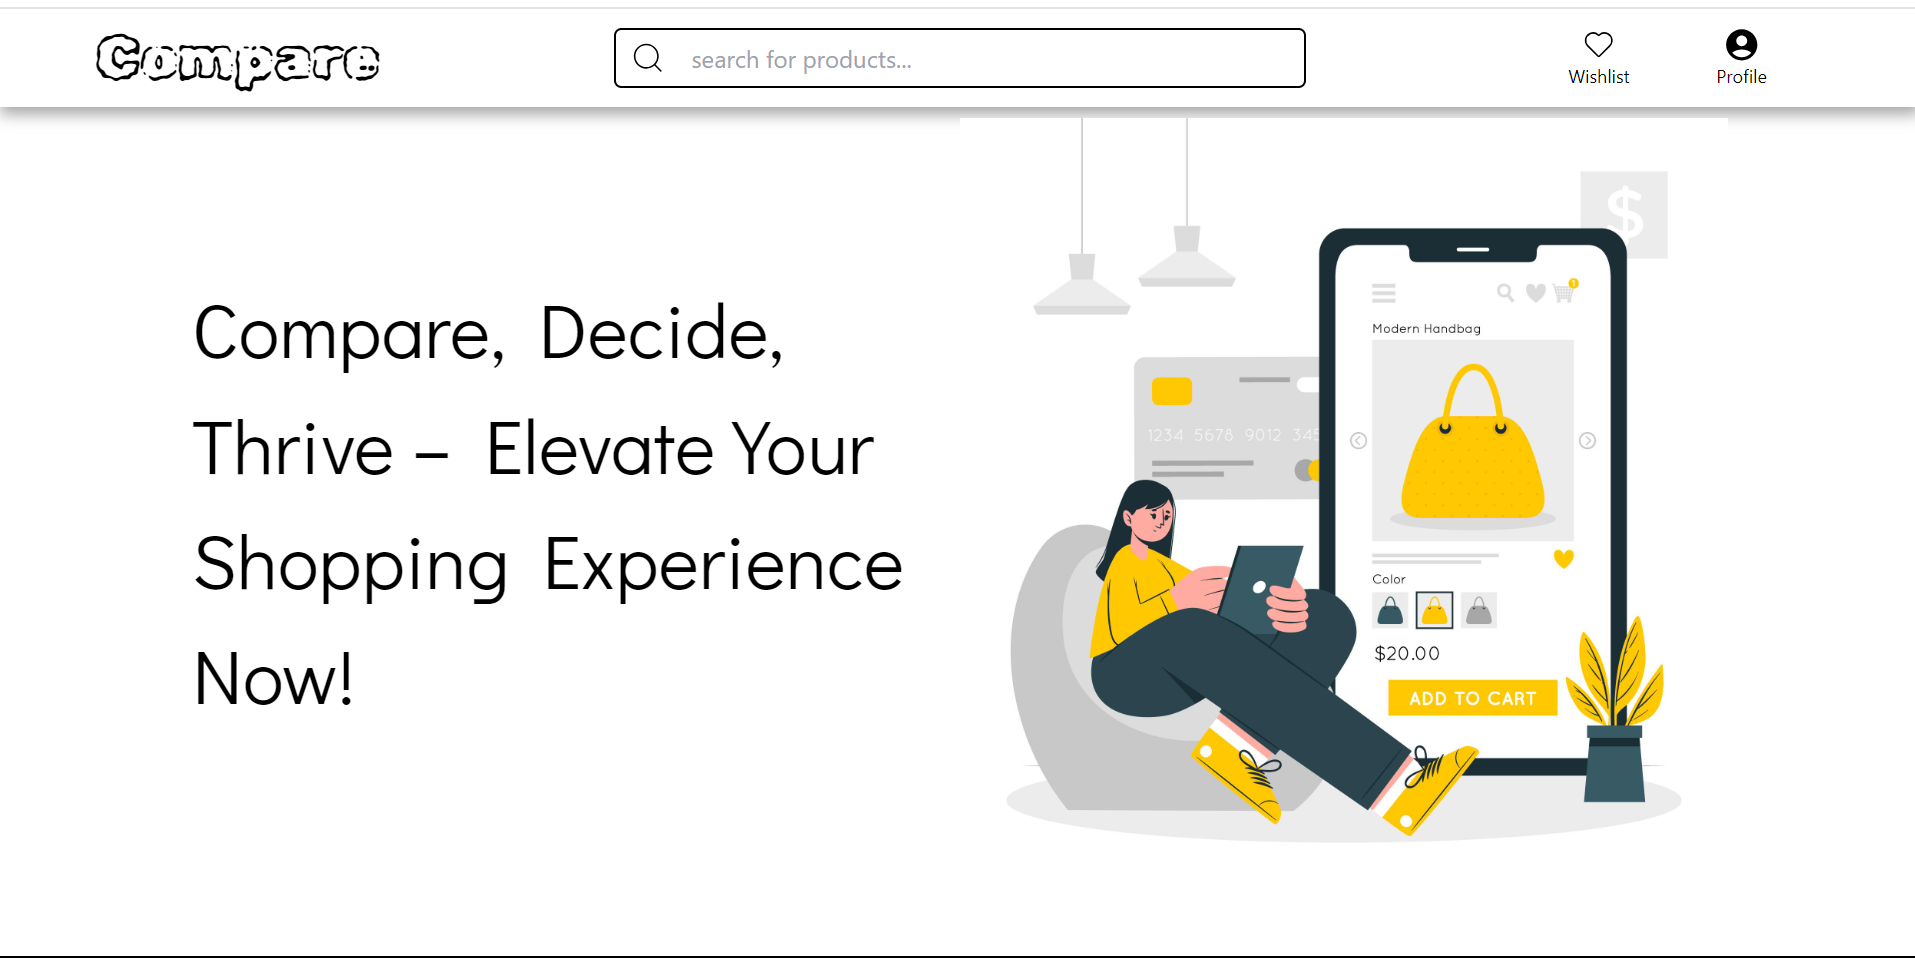 Compare
search for products...
Wishlist
Profile
Compare, Decide,
Thrive – Elevate Your
Shopping Experience
Now!
$
1
Modern Handbag
1234 5678 9012 345
Color
$20.00
ADD TO CART